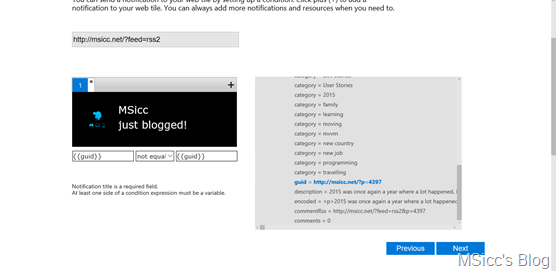 You can send a notification to your web tile by setting up a condition. Click plus (+) to add a
notification to your web tile. You can always add more notifications and resources when you need to.
http://msicc.net/?feed=rss2
1
x
+
MSicc
just blogged!
{{guid}}
not equal
{{guid}}
Notification title is a required field.
At least one side of a condition expression must be a variable.
category = User Stories
category = 2015
category = family
category = learning
category = moving
category = mvvm
category = new country
category = new job
category = programming
category = travelling
guid = http://msicc.net/?p=4397
description = 2015 was once again a year where a lot happened. I
encoded = <p>2015 was once again a year where a lot happened
commentRss = http://msicc.net/?feed=rss2&p=4397
comments = 0
Previous
Next
MSicc's Blog